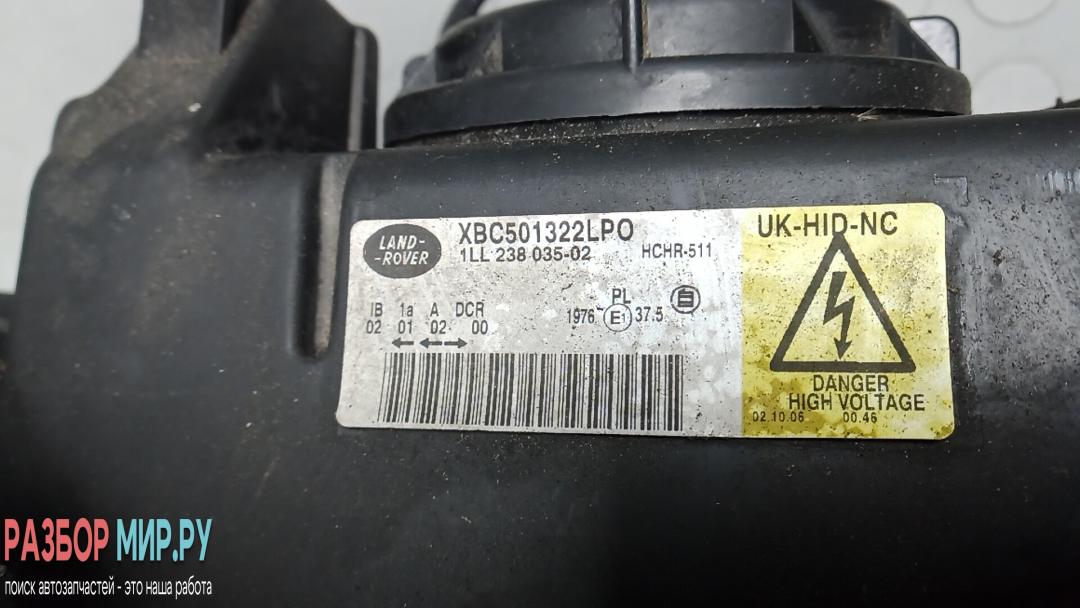 LAND-
-ROVER
XBC501322LPO
1LL 238 035-02
HCHR-511
IB 1a A DCR
02 01 02 00
PL
1976 E1 37.5
UK-HID-NC
DANGER
HIGH VOLTAGE
02.10.06 00.46
РАЗБОР МИР.РУ
поиск автозапчастей - это наша работа